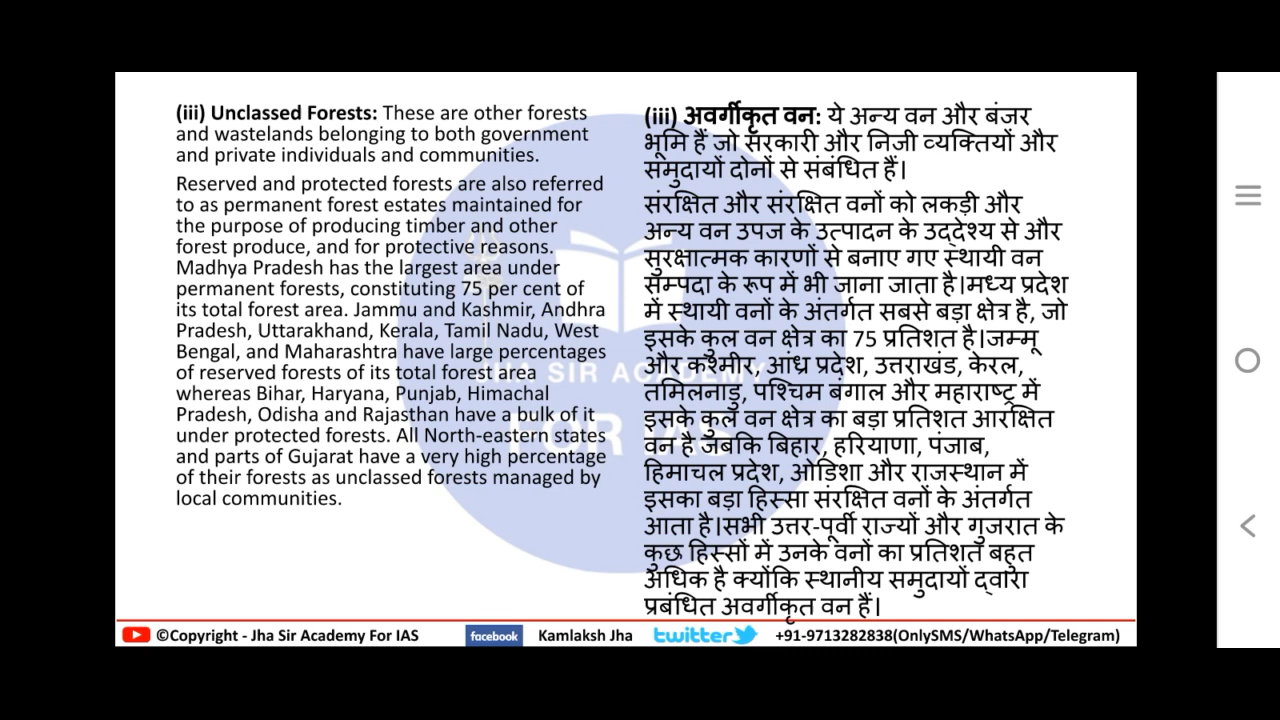 (iii) Unclassed Forests: These are other forests
and wastelands belonging to both government
and private individuals and communities.
Reserved and protected forests are also referred
to as permanent forest estates maintained for
the purpose of producing timber and other
forest produce, and for protective reasons.
Madhya Pradesh has the largest area under
permanent forests, constituting 75 per cent of
its total forest area. Jammu and Kashmir, Andhra
Pradesh, Uttarakhand, Kerala, Tamil Nadu, West
Bengal, and Maharashtra have large percentages
of reserved forests of its total forest area
whereas Bihar, Haryana, Punjab, Himachal
Pradesh, Odisha and Rajasthan have a bulk of it
under protected forests. All North-eastern states
and parts of Gujarat have a very high percentage
of their forests as unclassed forests managed by
local communities.
(iii) अवर्गीकृत वन: ये अन्य वन और बंजर
भूमि हैं जो सरकारी और निजी व्यक्तियों और
समुदायों दोनों से संबंधित हैं।
संरक्षित और संरक्षित वनों को लकड़ी और
अन्य वन उपज के उत्पादन के उद्देश्य से और
सुरक्षात्मक कारणों से बनाए गए स्थायी वन
सम्पदा के रूप में भी जाना जाता है।मध्य प्रदेश
में स्थायी वनों के अंतर्गत सबसे बड़ा क्षेत्र है, जो
इसके कुल वन क्षेत्र का 75 प्रतिशत है।जम्मू
और कश्मीर, आंध्र प्रदेश, उत्तराखंड, केरल,
तमिलनाडु, पश्चिम बंगाल और महाराष्ट्र में
इसके कुल वन क्षेत्र का बड़ा प्रतिशत आरक्षित
वन है जबकि बिहार, हरियाणा, पंजाब,
हिमाचल प्रदेश, ओडिशा और राजस्थान में
इसका बड़ा हिस्सा संरक्षित वनों के अंतर्गत
आता है।सभी उत्तर-पूर्वी राज्यों और गुजरात के
कुछ हिस्सों में उनके वनों का प्रतिशत बहुत
अधिक है क्योंकि स्थानीय समुदायों द्वारा
प्रबंधित अवर्गीकृत वन हैं।
JHA SIR ACADEMY
FOR IAS
©Copyright - Jha Sir Academy For IAS facebook Kamlaksh Jha twitter +91-9713282838(OnlySMS/WhatsApp/Telegram)